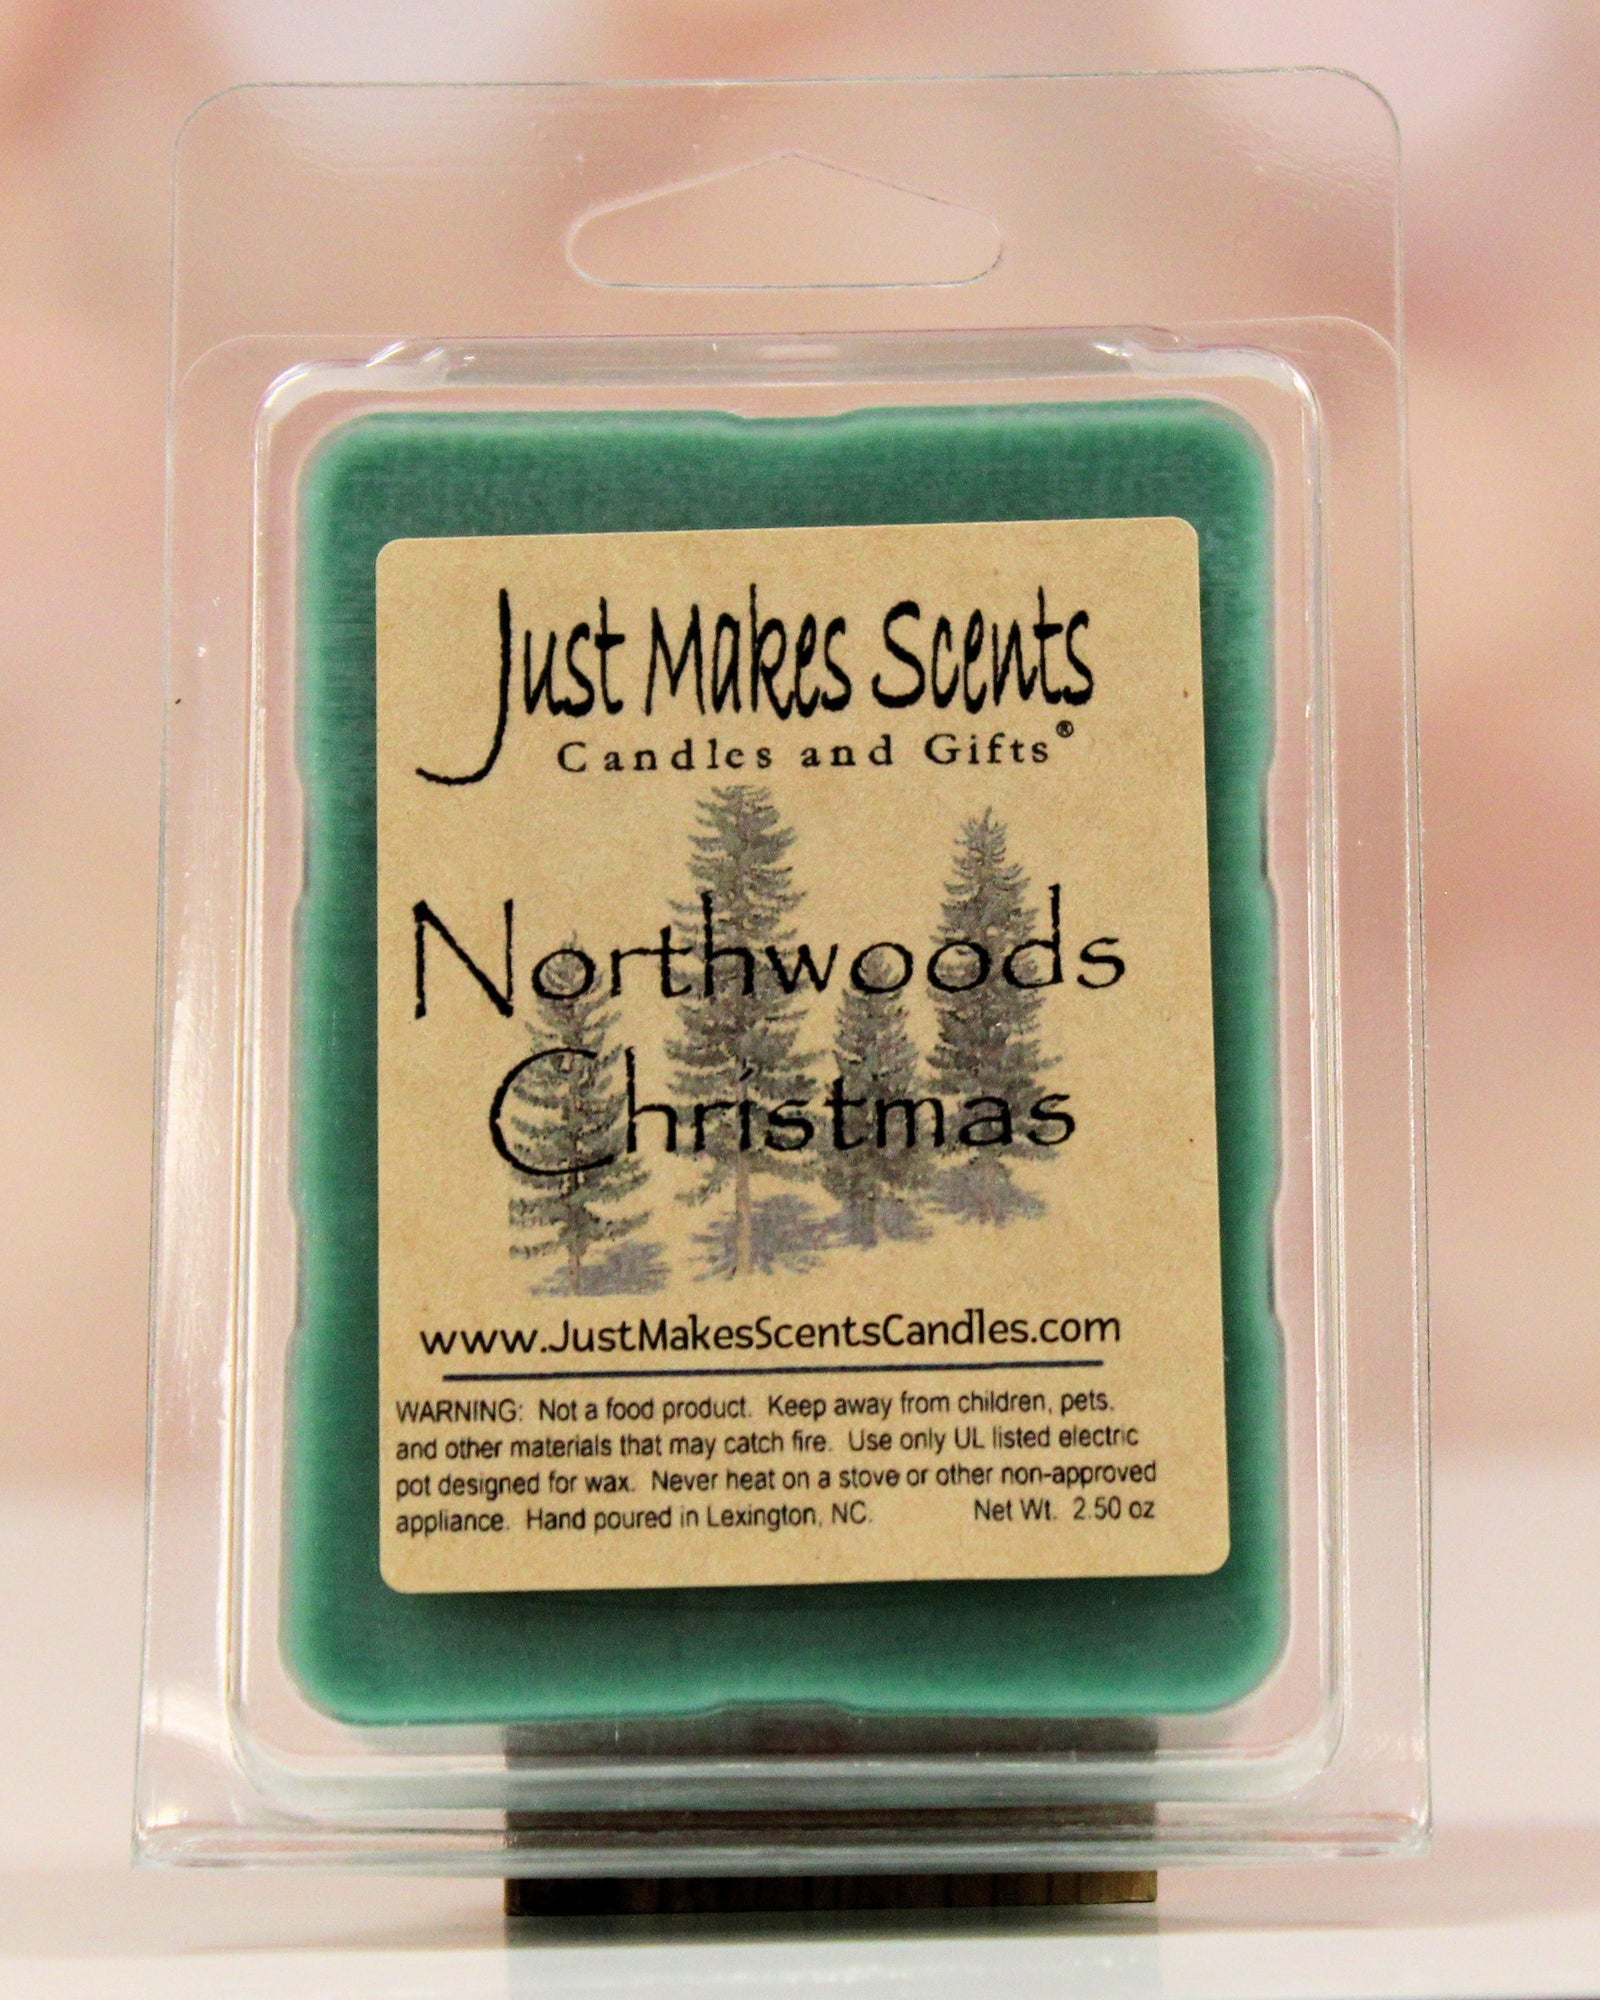 Just Makes Scents
Candles and Gifts®
Northwoods
Christmas
www.JustMakesScentsCandles.com
WARNING: Not a food product. Keep away from children, pets.
and other materials that may catch fire. Use only UL listed electric
pot designed for wax. Never heat on a stove or other non-approved
appliance. Hand poured in Lexington, NC. Net Wt. 2.50 oz